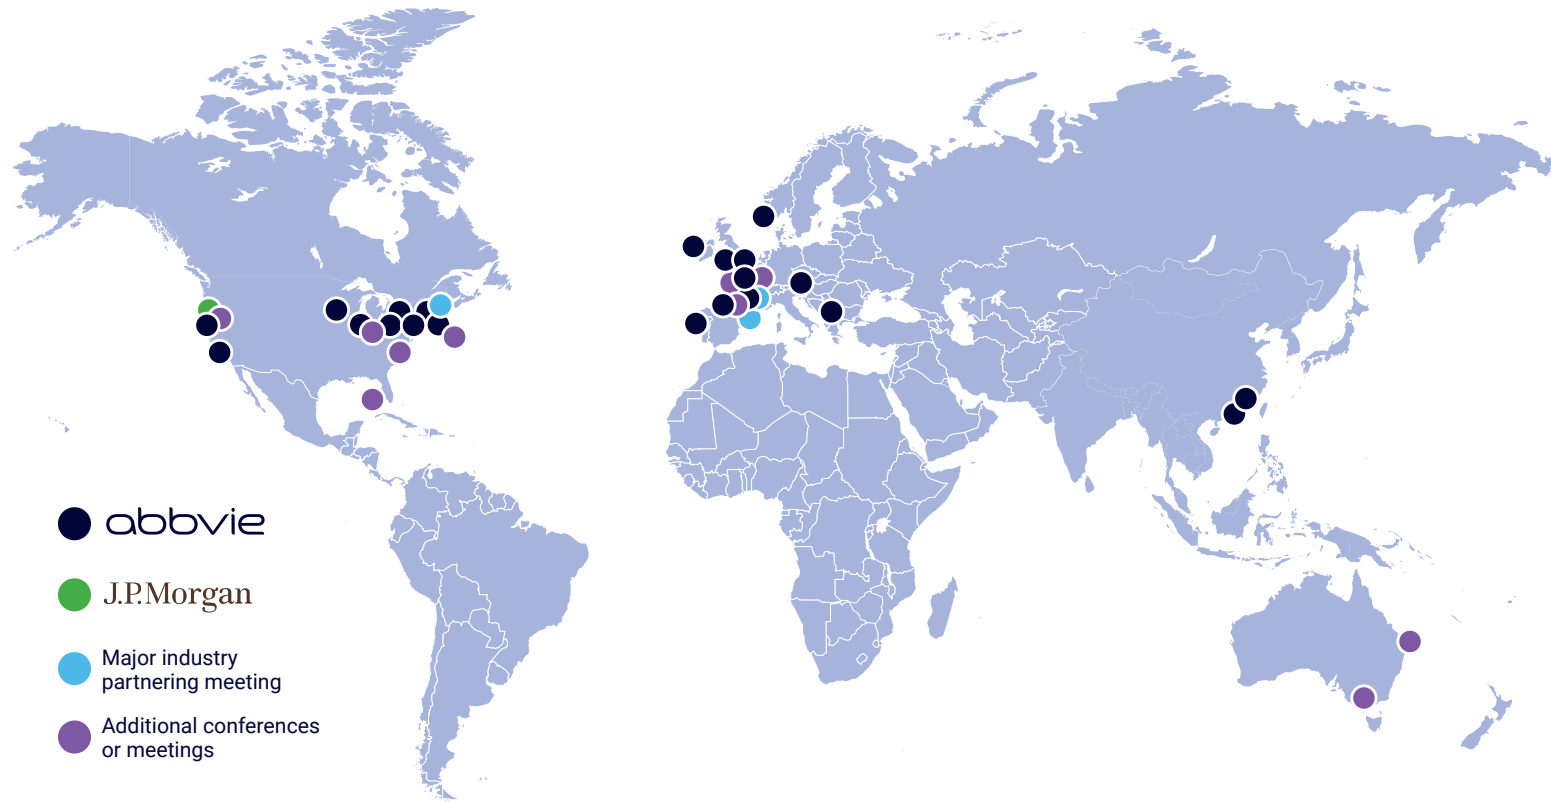 abbvie
J.P.Morgan
Major industry
partnering meeting
Additional conferences
or meetings